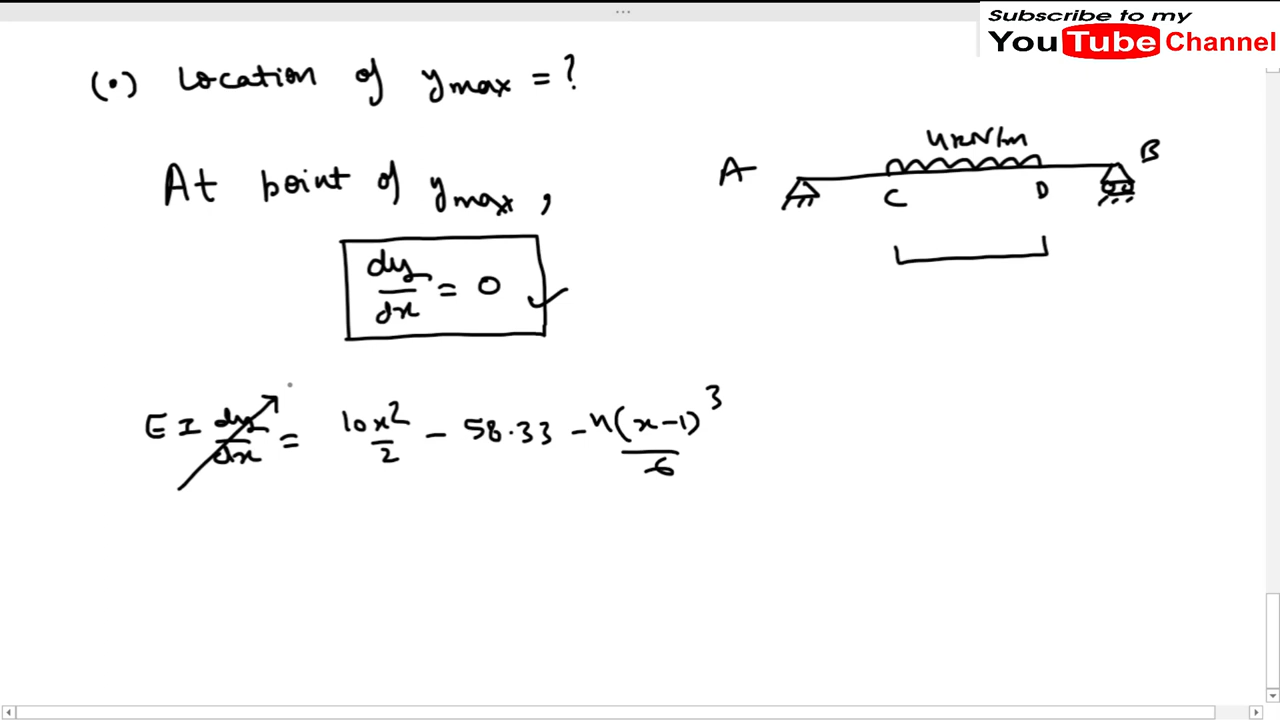 Subscribe to my
YouTube Channel
(•) Location of ymax = ?
At point of ymax,
dy/dx = 0
4kN/m
A
B
C
D
EI dy/dx = 10x²/2 - 58.33 - 4(x-1)³/6